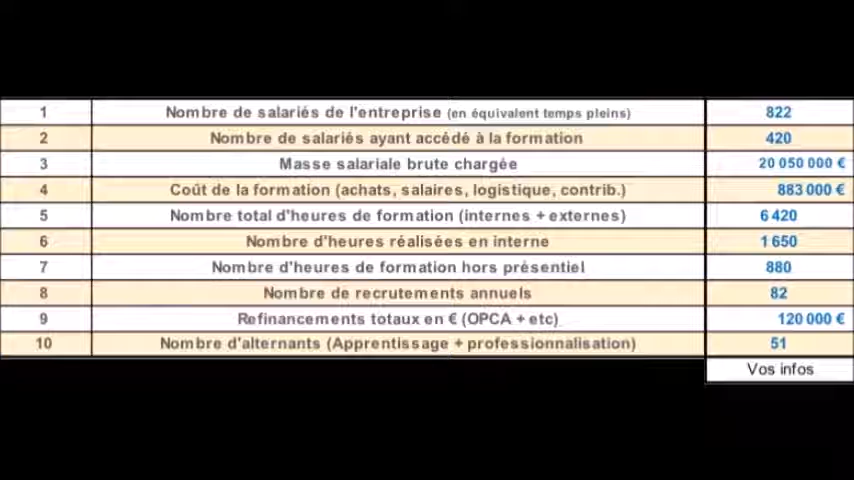 1 Nombre de salariés de l'entreprise (en équivalent temps pleins) 822
2 Nombre de salariés ayant accédé à la formation 420
3 Masse salariale brute chargée 20 050 000 €
4 Coût de la formation (achats, salaires, logistique, contrib.) 883 000 €
5 Nombre total d'heures de formation (internes + externes) 6 420
6 Nombre d'heures réalisées en interne 1 650
7 Nombre d'heures de formation hors présentiel 880
8 Nombre de recrutements annuels 82
9 Refinancements totaux en € (OPCA + etc) 120 000 €
10 Nombre d'alternants (Apprentissage + professionnalisation) 51
Vos infos